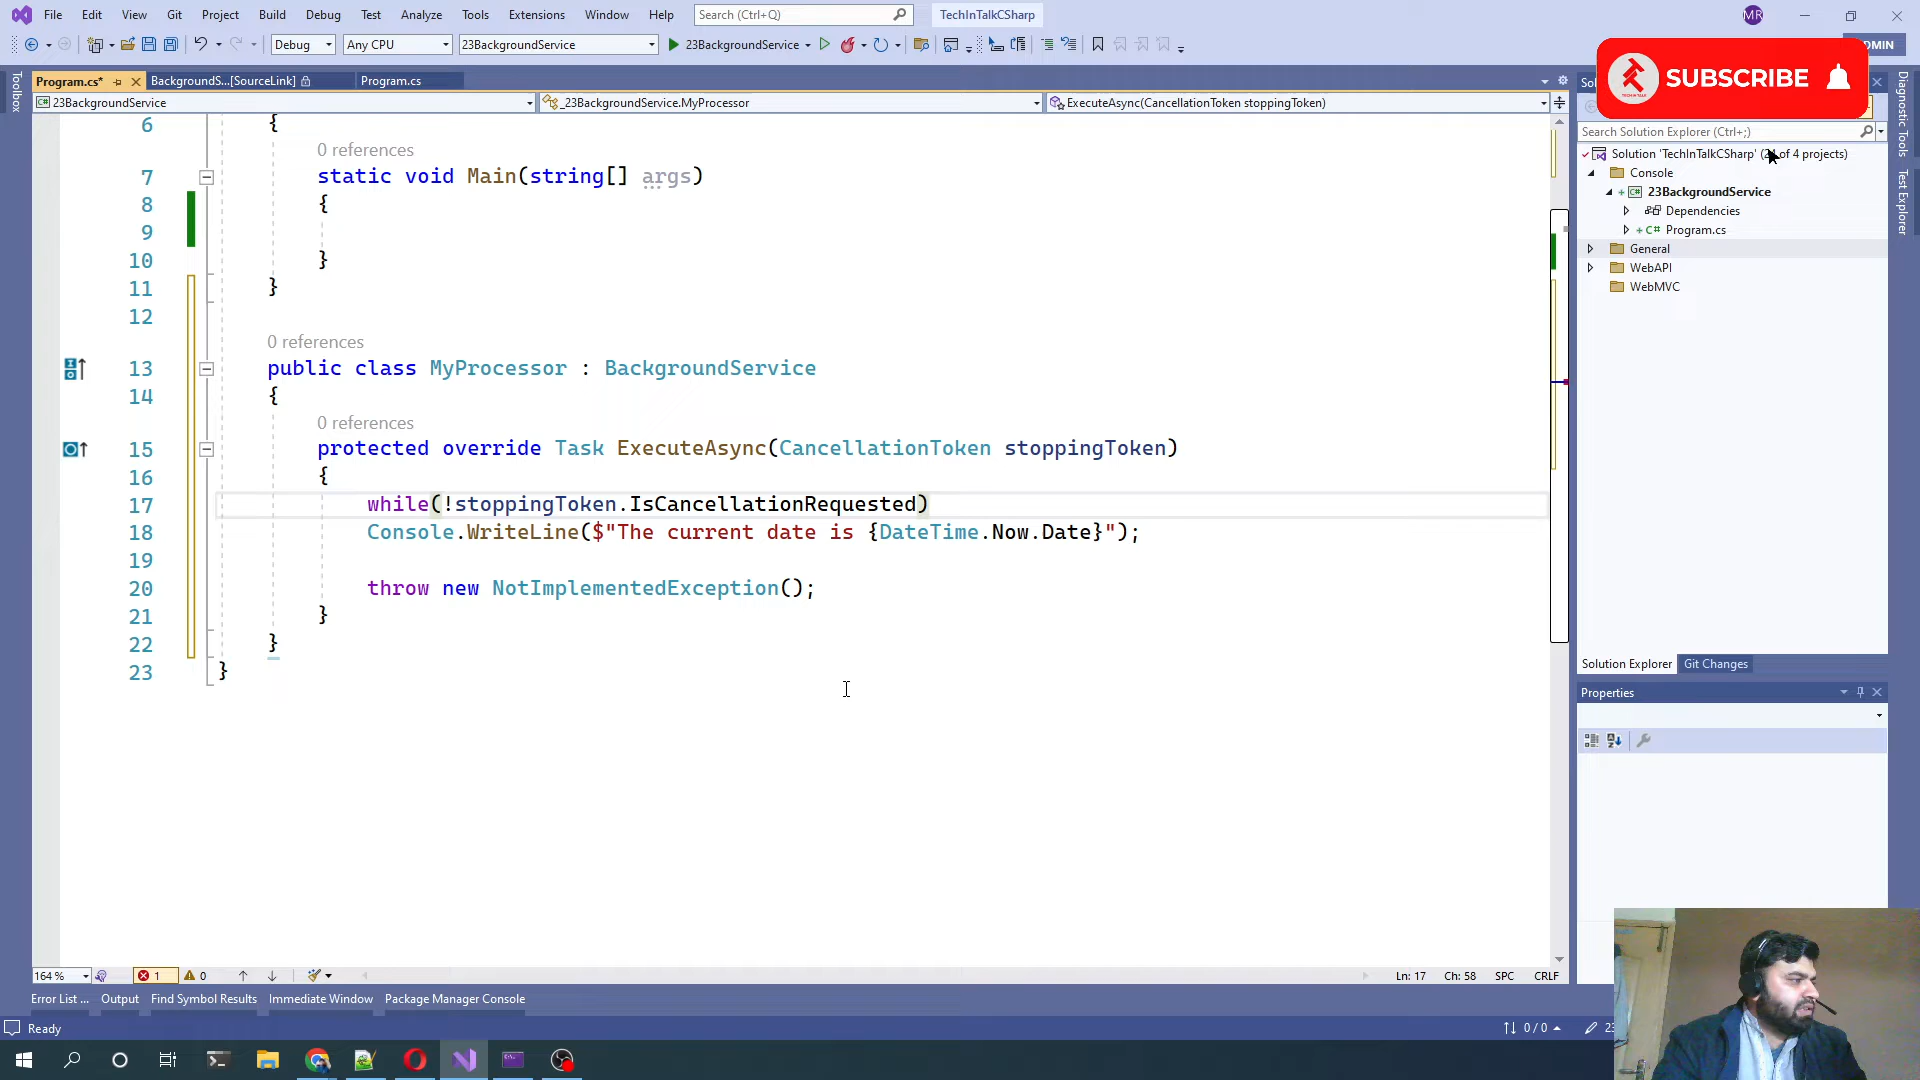 File Edit View Git Project Build Debug Test Analyze Tools Extensions Window Help Search (Ctrl+Q) TechInTalkCSharp MR
Debug Any CPU 23BackgroundService 23BackgroundService
SUBSCRIBE
Toolbox
Program.cs* BackgroundS...[SourceLink] Program.cs
23BackgroundService _23BackgroundService.MyProcessor ExecuteAsync(CancellationToken stoppingToken)
6 {
0 references
7 static void Main(string[] args)
8 {
9
10 }
11 }
12
0 references
13 public class MyProcessor : BackgroundService
14 {
0 references
15 protected override Task ExecuteAsync(CancellationToken stoppingToken)
16 {
17 while(!stoppingToken.IsCancellationRequested)
18 Console.WriteLine($"The current date is {DateTime.Now.Date}");
19
20 throw new NotImplementedException();
21 }
22 }
23 }
Search Solution Explorer (Ctrl+;)
Solution 'TechInTalkCSharp' ( of 4 projects)
Console
23BackgroundService
Dependencies
Program.cs
General
WebAPI
WebMVC
Solution Explorer Git Changes
Properties
Diagnostic Tools
Test Explorer
164 % 1 0 Ln: 17 Ch: 58 SPC CRLF
Error List ... Output Find Symbol Results Immediate Window Package Manager Console
Ready 0 / 0 23